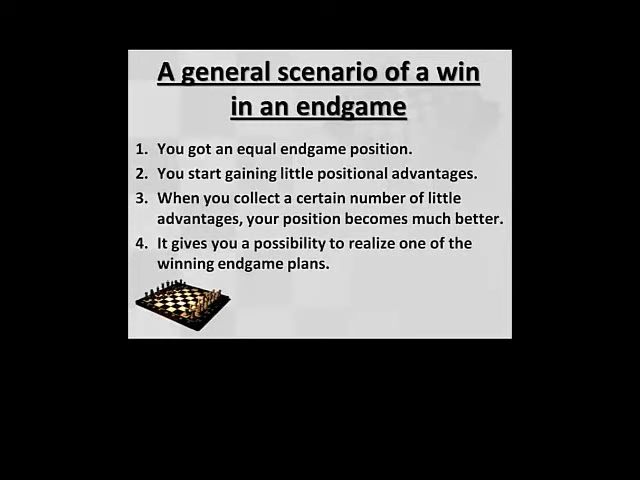 A general scenario of a win
in an endgame
1. You got an equal endgame position.
2. You start gaining little positional advantages.
3. When you collect a certain number of little
advantages, your position becomes much better.
4. It gives you a possibility to realize one of the
winning endgame plans.